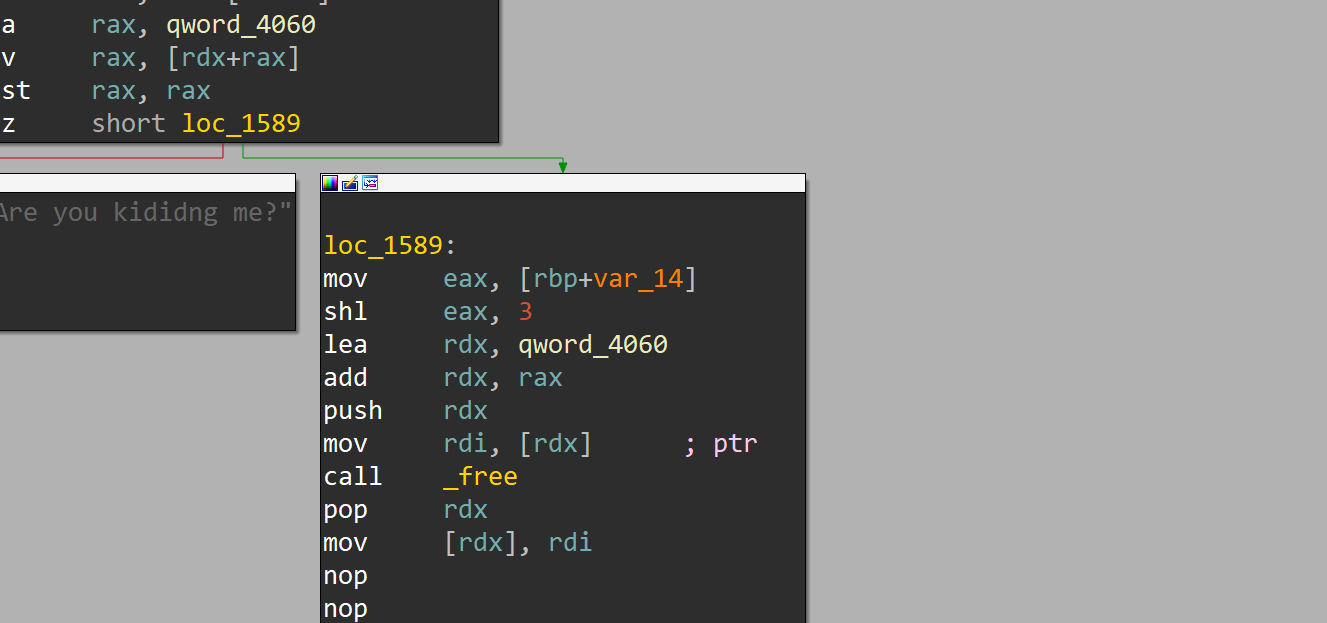 a rax, qword_4060
v rax, [rdx+rax]
st rax, rax
z short loc_1589
Are you kididng me?"
loc_1589:
mov eax, [rbp+var_14]
shl eax, 3
lea rdx, qword_4060
add rdx, rax
push rdx
mov rdi, [rdx] ; ptr
call _free
pop rdx
mov [rdx], rdi
nop
nop